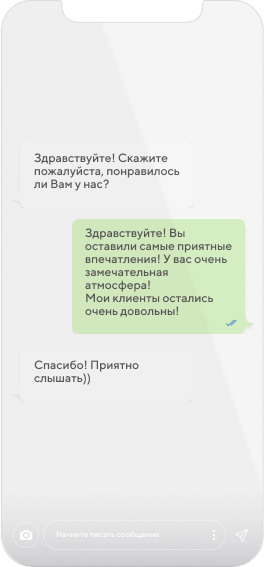 Здравствуйте! Скажите
пожалуйста, понравилось
ли Вам у нас?
Здравствуйте! Вы
оставили самые приятные
впечатления! У вас очень
замечательная
атмосфера!
Мои клиенты остались
очень довольны!
Спасибо! Приятно
слышать))
Начните писать сообщение